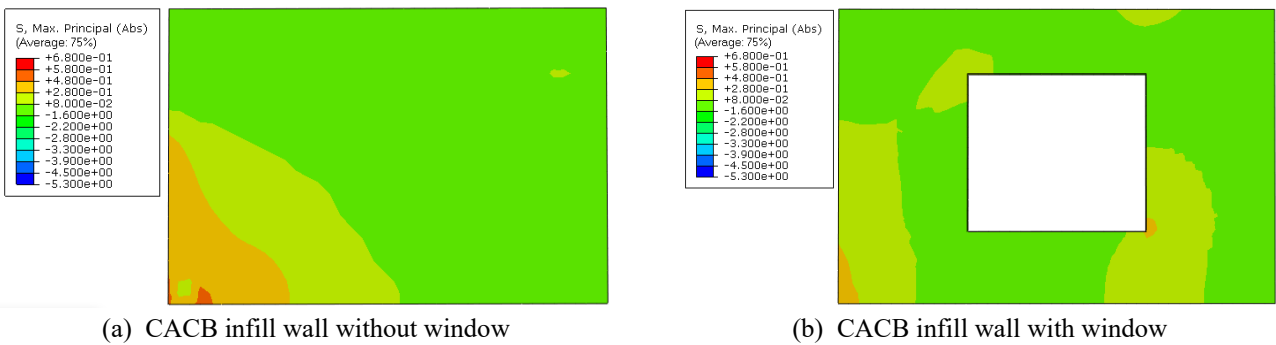 S, Max. Principal (Abs)
(Average: 75%)
+6.800e-01
+5.800e-01
+4.800e-01
+2.800e-01
+8.000e-02
-1.600e+00
-2.200e+00
-2.800e+00
-3.300e+00
-3.900e+00
-4.500e+00
-5.300e+00
S, Max. Principal (Abs)
(Average: 75%)
+6.800e-01
+5.800e-01
+4.800e-01
+2.800e-01
+8.000e-02
-1.600e+00
-2.200e+00
-2.800e+00
-3.300e+00
-3.900e+00
-4.500e+00
-5.300e+00
(a) CACB infill wall without window
(b) CACB infill wall with window